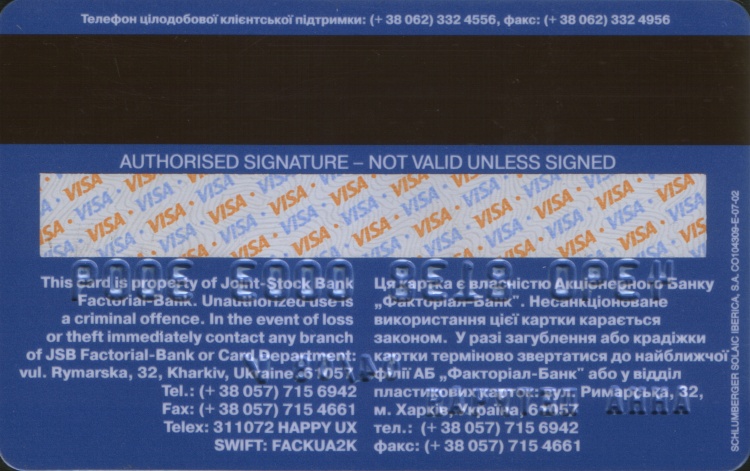 Телефон цілодобової клієнтської підтримки: (+ 38 062) 332 4556, факс: (+ 38 062) 332 4956
AUTHORISED SIGNATURE – NOT VALID UNLESS SIGNED
VISA
This card is property of Joint-Stock Bank
Factorial-Bank. Unauthorized use is
a criminal offence. In the event of loss
or theft immediately contact any branch
of JSB Factorial-Bank or Card Department,
vul. Rymarska, 32, Kharkiv, Ukraine 61057
Tel.: (+ 38 057) 715 6942
Fax: (+ 38 057) 715 4661
Telex: 311072 HAPPY UX
SWIFT: FACKUA2K
Ця картка є власністю Акціонерного Банку
„Факторіал-Банк". Несанкціоноване
використання цієї картки карається
законом. У разі загублення або крадіжки
картки терміново звертатися до найближчої
філії АБ „Факторіал-Банк" або у відділ
пластикових карток: вул. Римарська, 32,
м. Харків, Україна, 61057
тел.: (+ 38 057) 715 6942
факс: (+ 38 057) 715 4661
SCHLUMBERGER SOLAIC IBERICA, S.A. CO104309-E-07-02